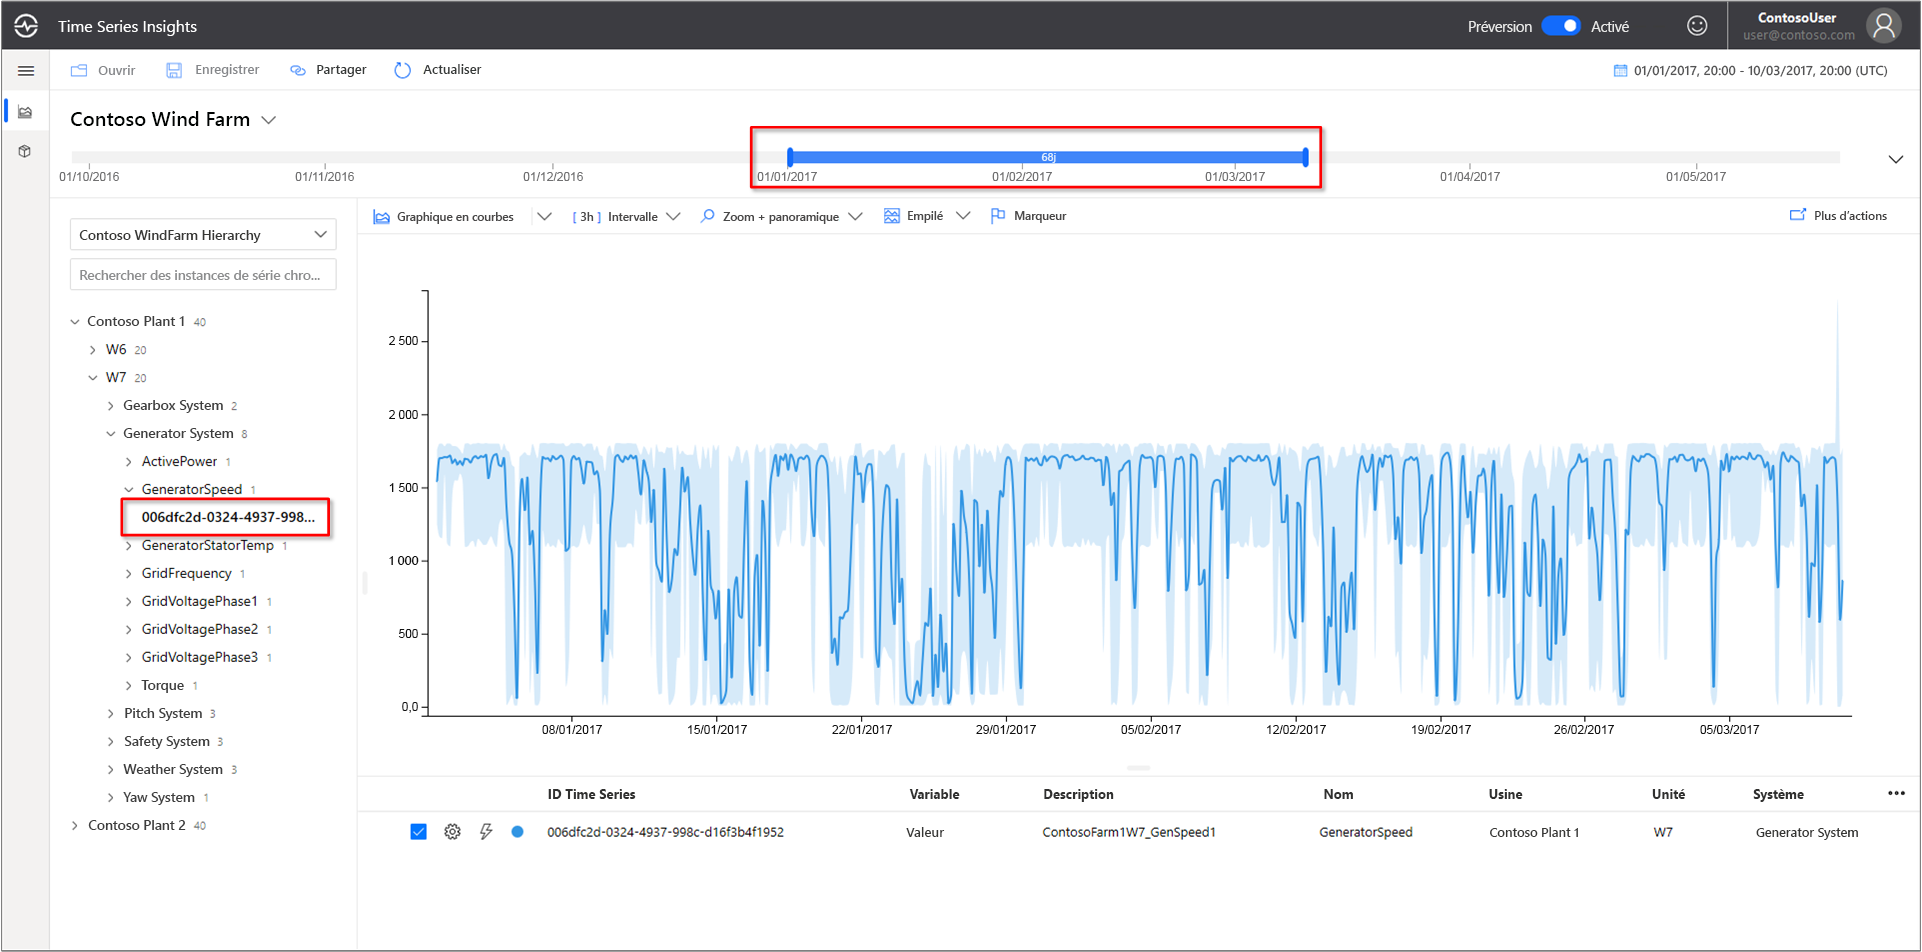 Time Series Insights
Préversion Activé
ContosoUser
user@contoso.com
Ouvrir Enregistrer Partager Actualiser
01/01/2017, 20:00 - 10/03/2017, 20:00 (UTC)
Contoso Wind Farm
68j
01/10/2016 01/11/2016 01/12/2016 01/01/2017 01/02/2017 01/03/2017 01/04/2017 01/05/2017
Contoso WindFarm Hierarchy
Rechercher des instances de série chro...
Contoso Plant 1 40
W6 20
W7 20
Gearbox System 2
Generator System 8
ActivePower 1
GeneratorSpeed 1
006dfc2d-0324-4937-998...
GeneratorStatorTemp 1
GridFrequency 1
GridVoltagePhase1 1
GridVoltagePhase2 1
GridVoltagePhase3 1
Torque 1
Pitch System 3
Safety System 3
Weather System 3
Yaw System 1
Contoso Plant 2 40
Graphique en courbes [ 3h ] Intervalle Zoom + panoramique Empilé Marqueur Plus d’actions
2 500
2 000
1 500
1 000
500
0,0
08/01/2017 15/01/2017 22/01/2017 29/01/2017 05/02/2017 12/02/2017 19/02/2017 26/02/2017 05/03/2017
ID Time Series Variable Description Nom Usine Unité Système
006dfc2d-0324-4937-998c-d16f3b4f1952 Valeur ContosoFarm1W7_GenSpeed1 GeneratorSpeed Contoso Plant 1 W7 Generator System